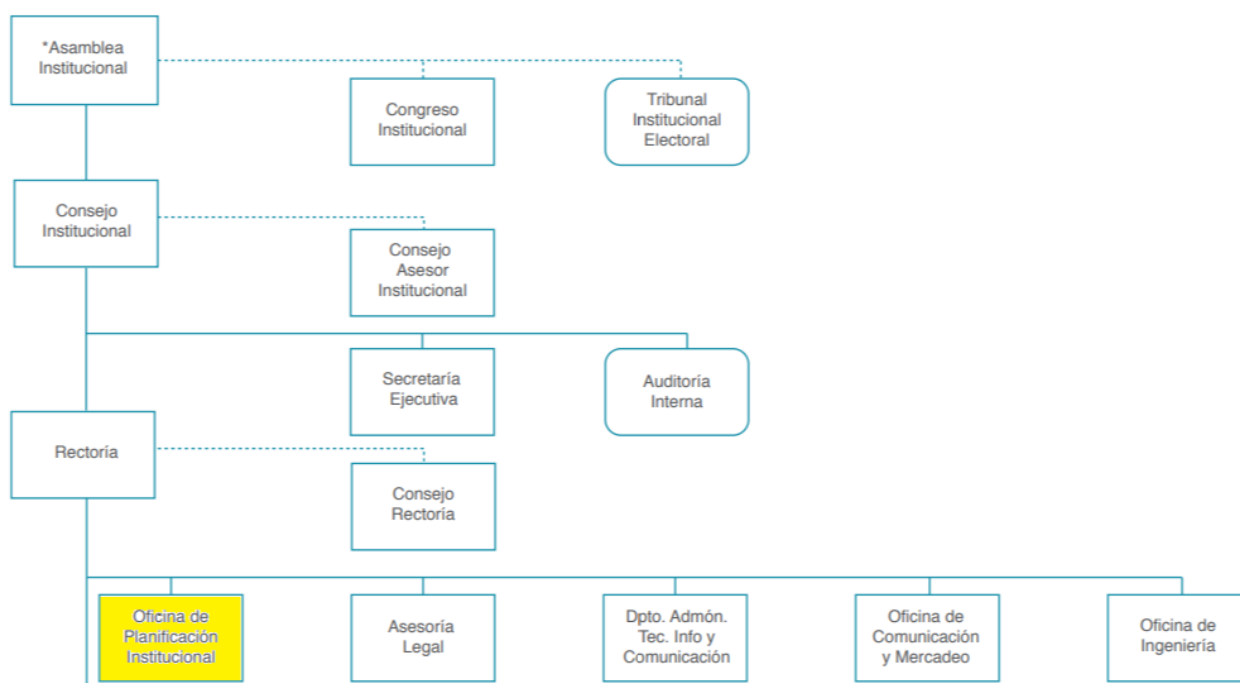 *Asamblea
Institucional
Congreso
Institucional
Tribunal
Institucional
Electoral
Consejo
Institucional
Consejo
Asesor
Institucional
Secretaría
Ejecutiva
Auditoría
Interna
Rectoría
Consejo
Rectoría
Oficina de
Planificación
Institucional
Asesoría
Legal
Dpto. Admón.
Tec. Info y
Comunicación
Oficina de
Comunicación
y Mercadeo
Oficina de
Ingeniería